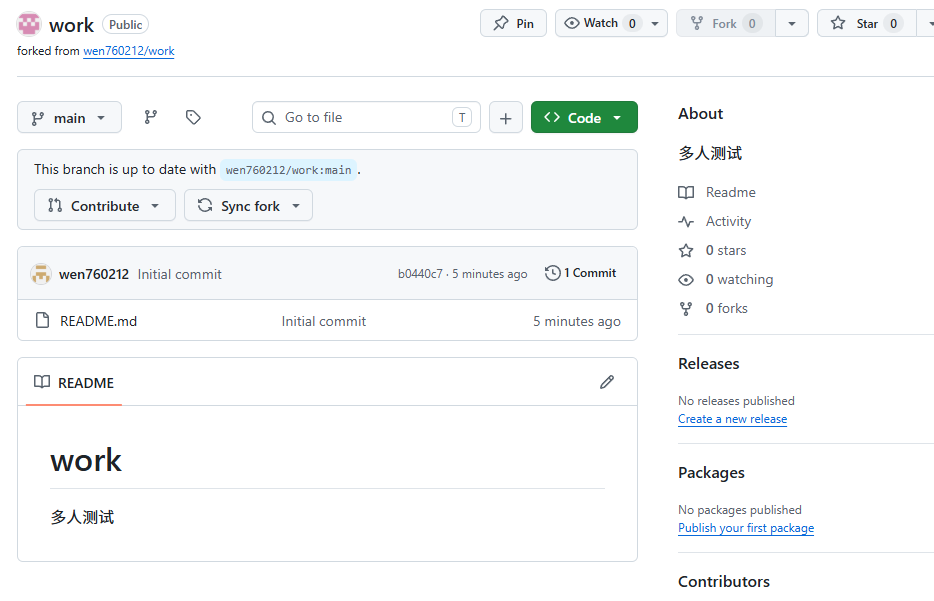 work Public Pin Watch 0 Fork 0 Star 0
forked from wen760212/work
main Go to file T Code
This branch is up to date with wen760212/work:main .
Contribute Sync fork
wen760212 Initial commit b0440c7 · 5 minutes ago 1 Commit
README.md Initial commit 5 minutes ago
README
work
多人测试
About
多人测试
Readme
Activity
0 stars
0 watching
0 forks
Releases
No releases published
Create a new release
Packages
No packages published
Publish your first package
Contributors